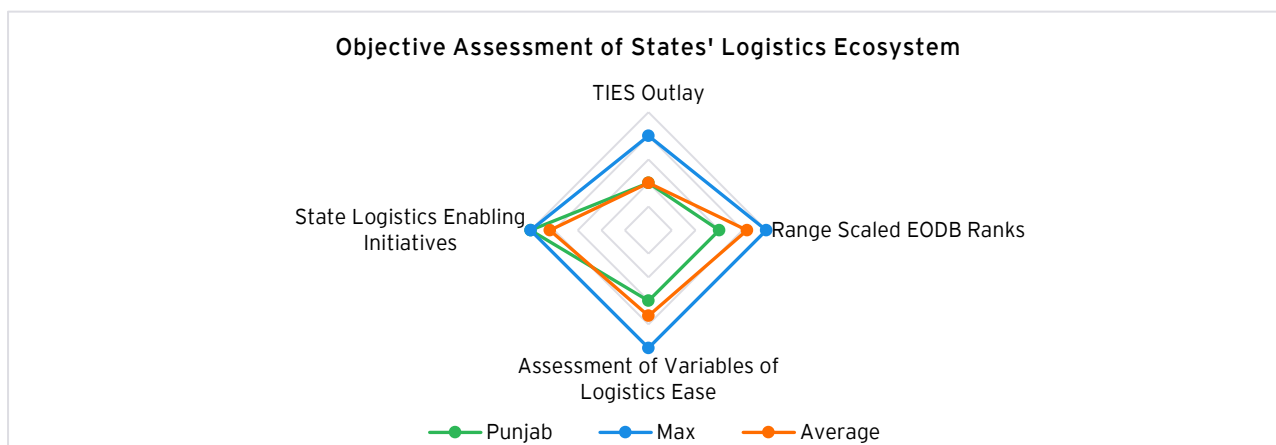 Objective Assessment of States' Logistics Ecosystem
TIES Outlay
State Logistics Enabling
Initiatives
Range Scaled EODB Ranks
Assessment of Variables of
Logistics Ease
Punjab Max Average